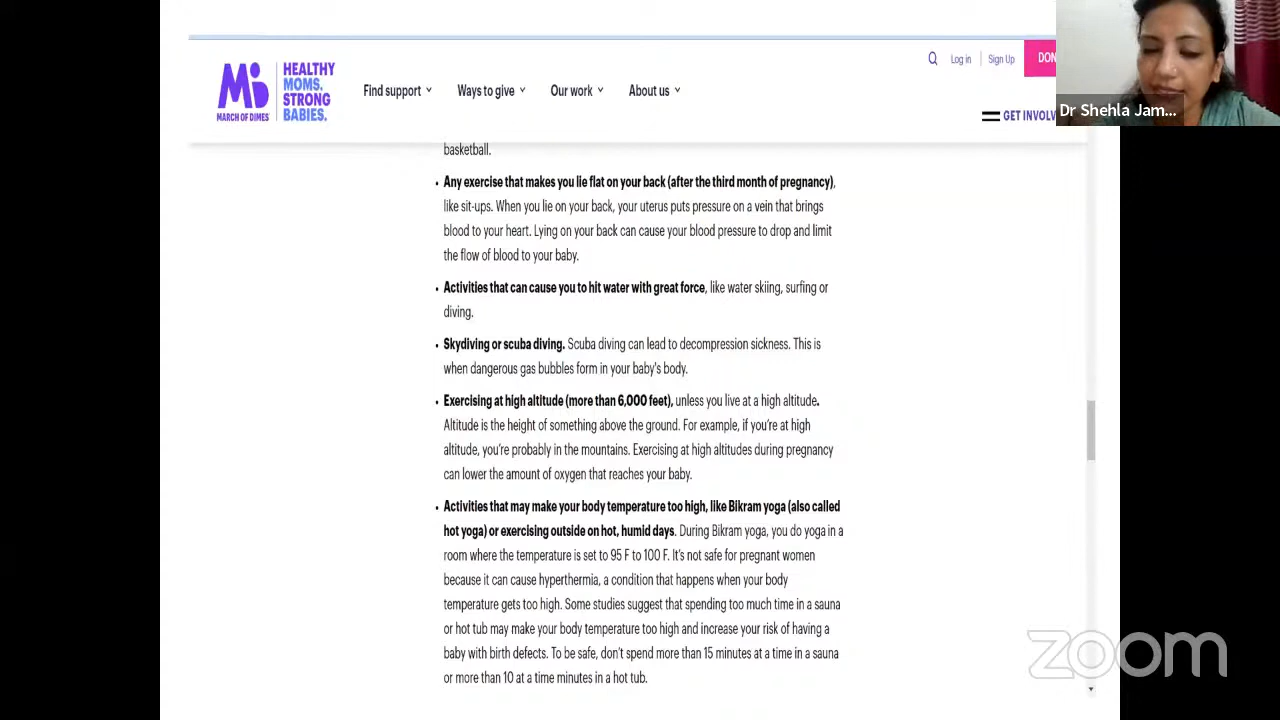 Log in
Sign Up
DON
Dr Shehla Jam...
HEALTHY
MOMS.
STRONG
BABIES.
MARCH OF DIMES
Find support
Ways to give
Our work
About us
GET INVOLV
basketball.
• Any exercise that makes you lie flat on your back (after the third month of pregnancy),
like sit-ups. When you lie on your back, your uterus puts pressure on a vein that brings
blood to your heart. Lying on your back can cause your blood pressure to drop and limit
the flow of blood to your baby.
• Activities that can cause you to hit water with great force, like water skiing, surfing or
diving.
• Skydiving or scuba diving. Scuba diving can lead to decompression sickness. This is
when dangerous gas bubbles form in your baby's body.
• Exercising at high altitude (more than 6,000 feet), unless you live at a high altitude.
Altitude is the height of something above the ground. For example, if you're at high
altitude, you're probably in the mountains. Exercising at high altitudes during pregnancy
can lower the amount of oxygen that reaches your baby.
• Activities that may make your body temperature too high, like Bikram yoga (also called
hot yoga) or exercising outside on hot, humid days. During Bikram yoga, you do yoga in a
room where the temperature is set to 95 F to 100 F. It's not safe for pregnant women
because it can cause hyperthermia, a condition that happens when your body
temperature gets too high. Some studies suggest that spending too much time in a sauna
or hot tub may make your body temperature too high and increase your risk of having a
baby with birth defects. To be safe, don't spend more than 15 minutes at a time in a sauna
or more than 10 at a time minutes in a hot tub.
zoom